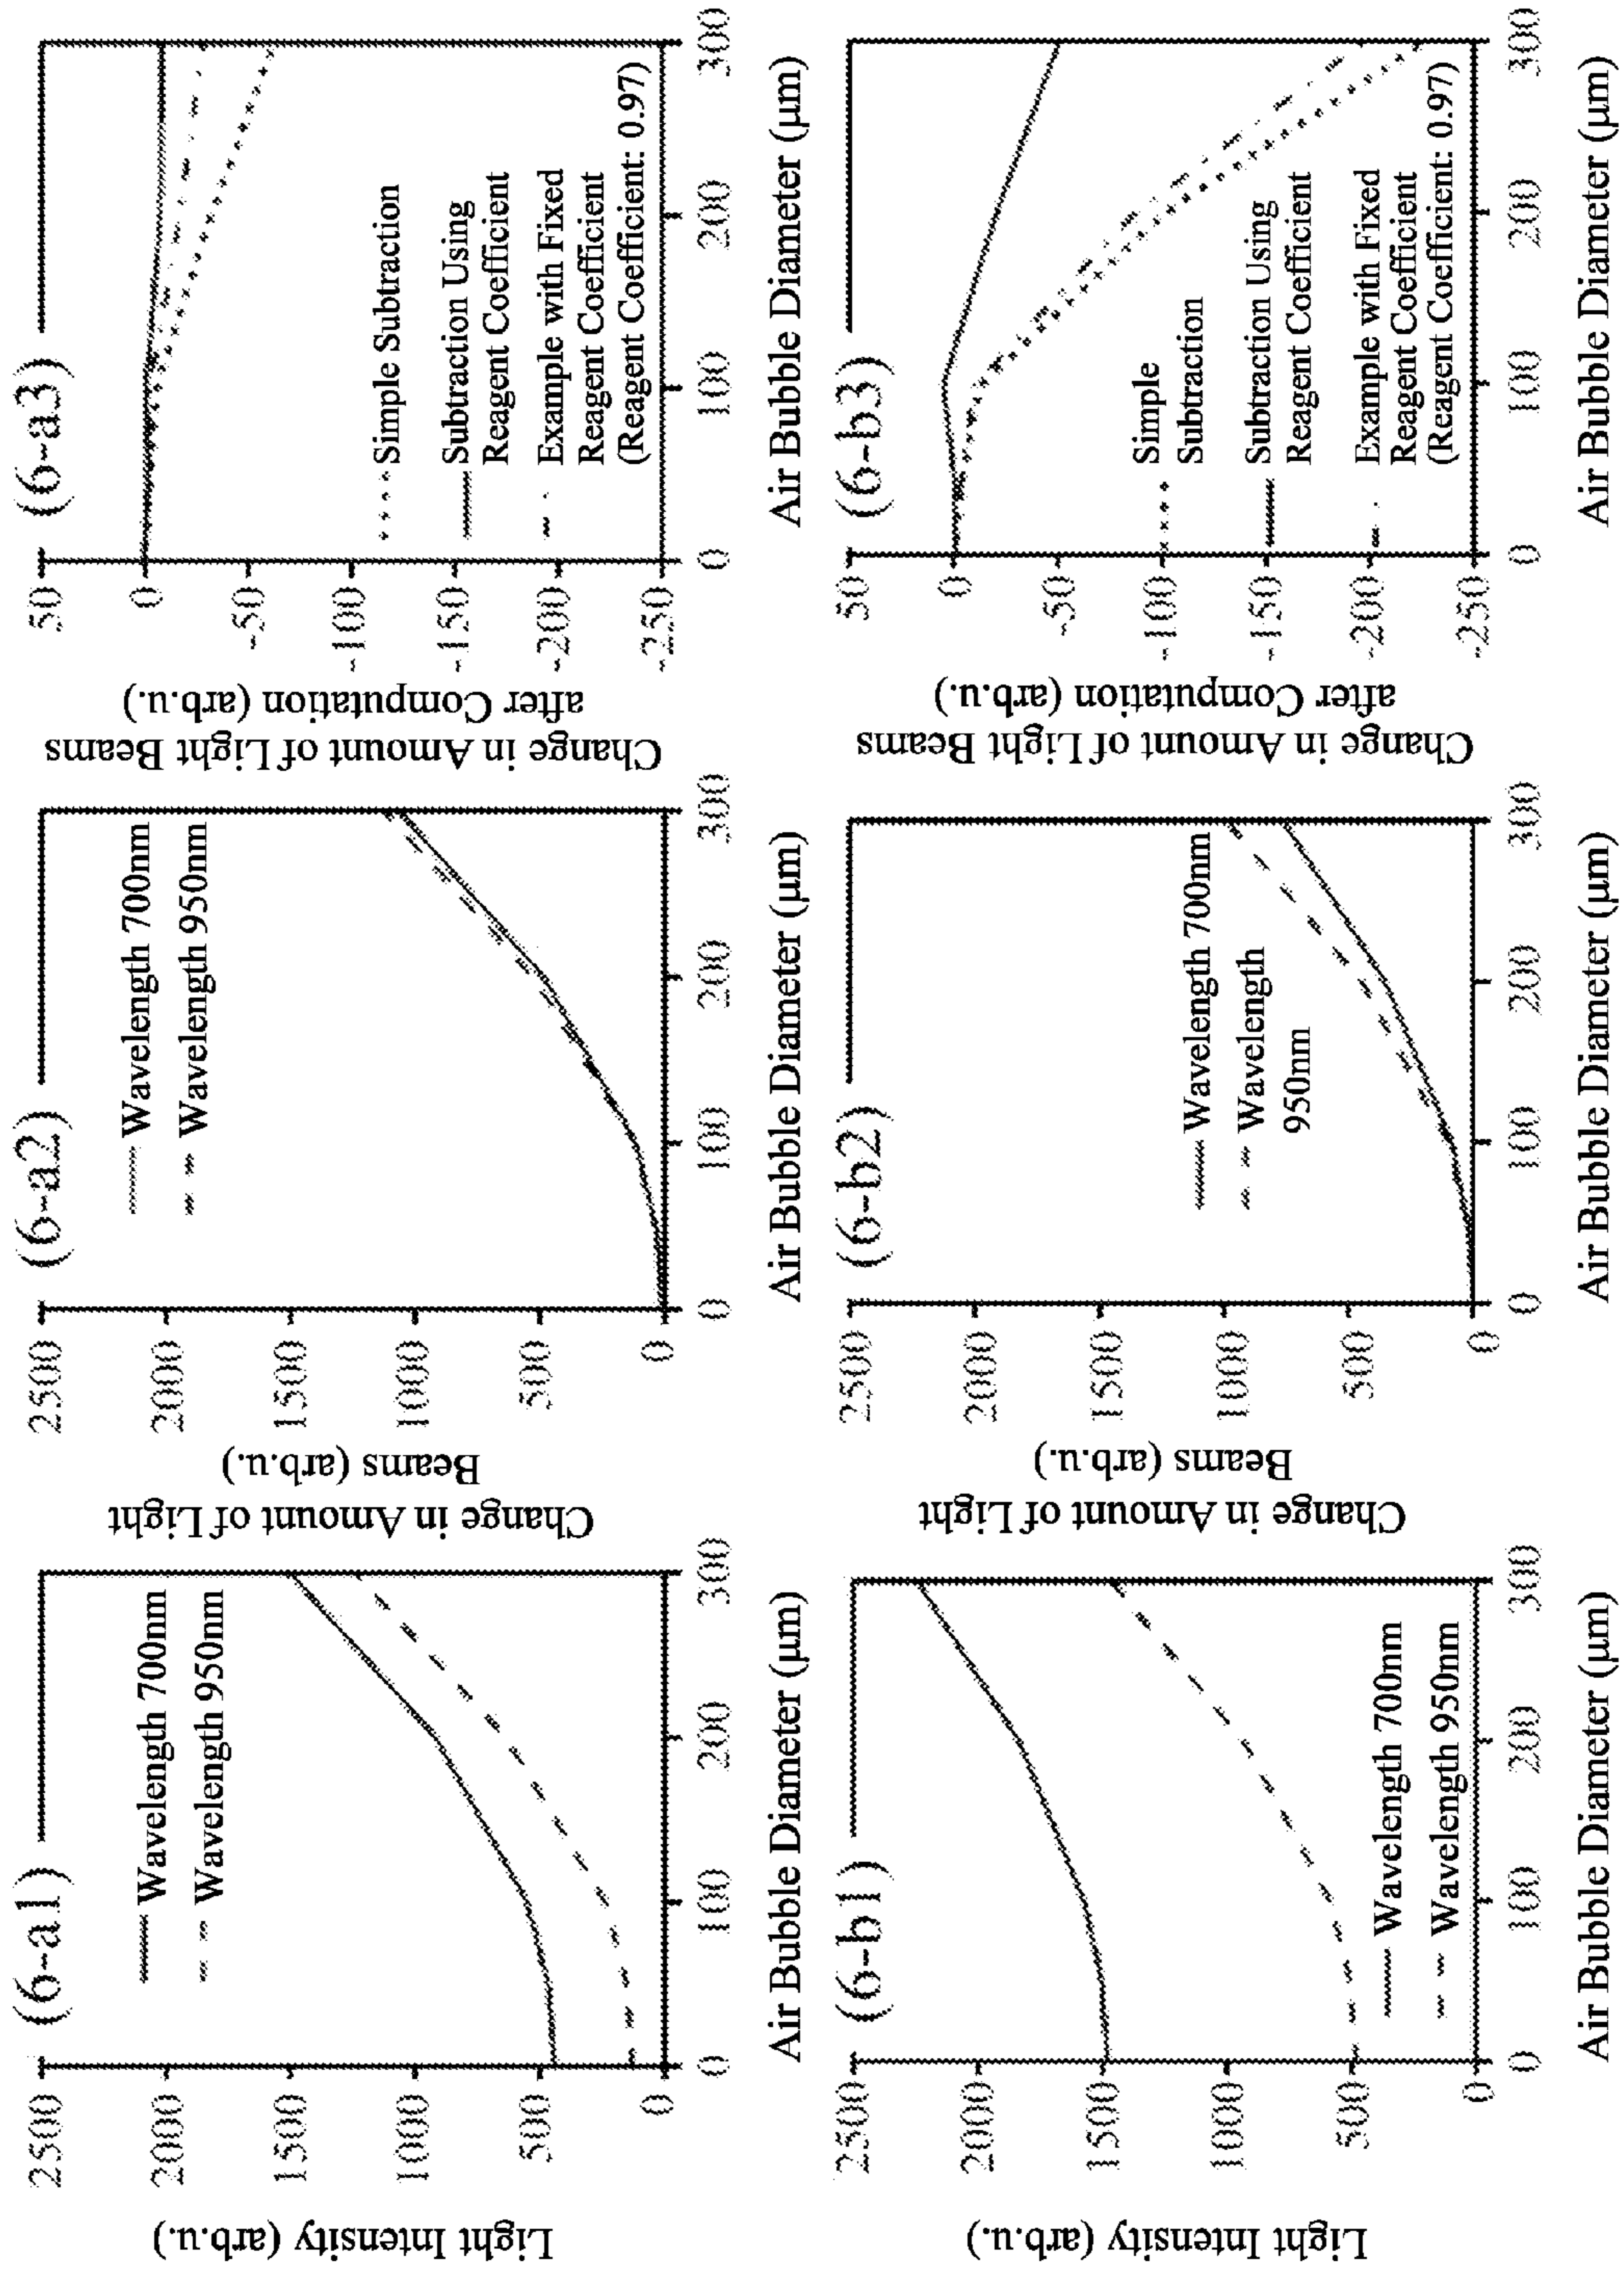 (6-a1)
2500
2000
1500
1000
500
0
Light Intensity (arb.u.)
Wavelength 700nm
Wavelength 950nm
0
100
200
300
Air Bubble Diameter (µm)
(6-a2)
2500
2000
1500
1000
500
0
Change in Amount of Light
Beams (arb.u.)
Wavelength 700nm
Wavelength 950nm
0
100
200
300
Air Bubble Diameter (µm)
(6-a3)
50
0
-50
-100
-150
-200
-250
Change in Amount of Light Beams
after Computation (arb.u.)
Simple Subtraction
Subtraction Using
Reagent Coefficient
Example with Fixed
Reagent Coefficient
(Reagent Coefficient: 0.97)
0
100
200
300
Air Bubble Diameter (µm)
(6-b1)
2500
2000
1500
1000
500
0
Light Intensity (arb.u.)
Wavelength 700nm
Wavelength 950nm
0
100
200
300
Air Bubble Diameter (µm)
(6-b2)
2500
2000
1500
1000
500
0
Change in Amount of Light
Beams (arb.u.)
Wavelength 700nm
Wavelength
950nm
0
100
200
300
Air Bubble Diameter (µm)
(6-b3)
50
0
-50
-100
-150
-200
-250
Change in Amount of Light Beams
after Computation (arb.u.)
Simple
Subtraction
Subtraction Using
Reagent Coefficient
Example with Fixed
Reagent Coefficient
(Reagent Coefficient: 0.97)
0
100
200
300
Air Bubble Diameter (µm)